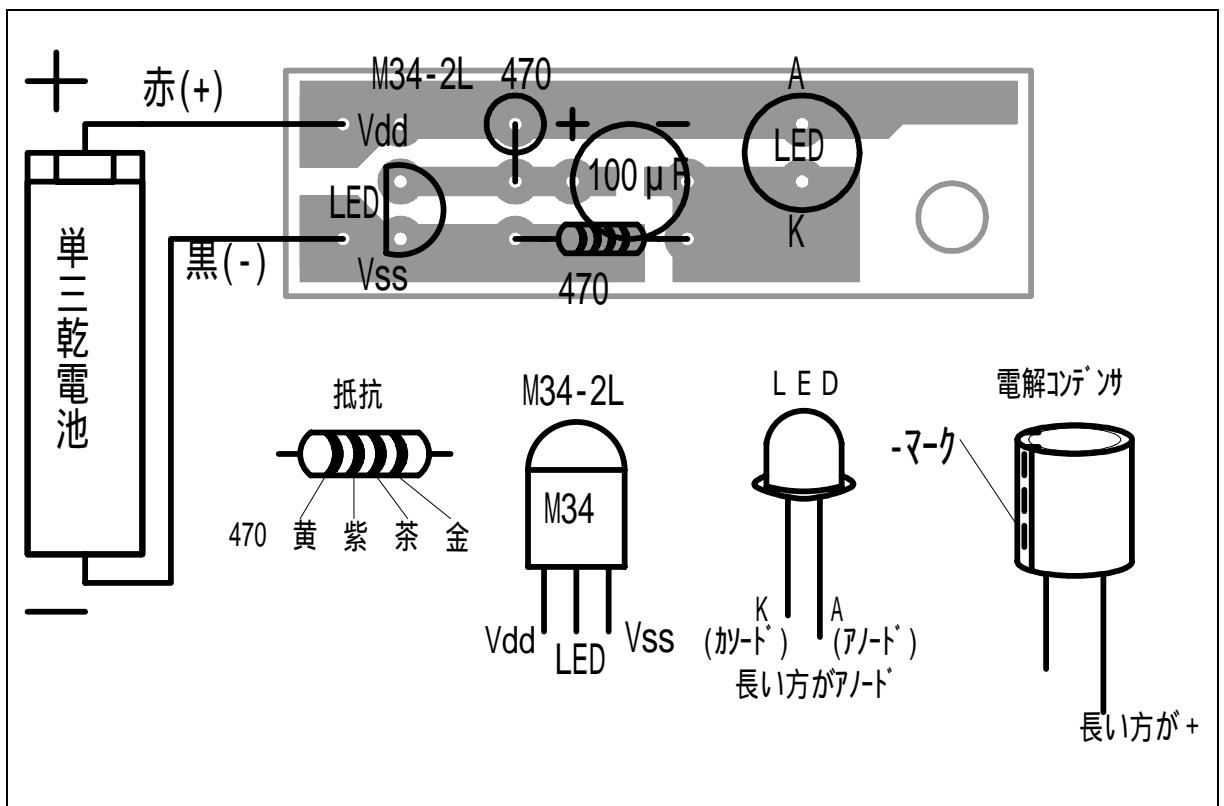 赤(+)
M34-2L
470
A
Vdd
+
−
LED
100μF
LED
K
黒(-)
Vss
470
+
単三乾電池
−
抵抗
470 黄 紫 茶 金
M34-2L
M34
Vdd
LED
Vss
ＬＥＤ
K
(ｶｿｰﾄﾞ)
A
(ｱﾉｰﾄﾞ)
長い方がｱﾉｰﾄﾞ
電解ｺﾝﾃﾞﾝｻ
-ﾏｰｸ
長い方が+